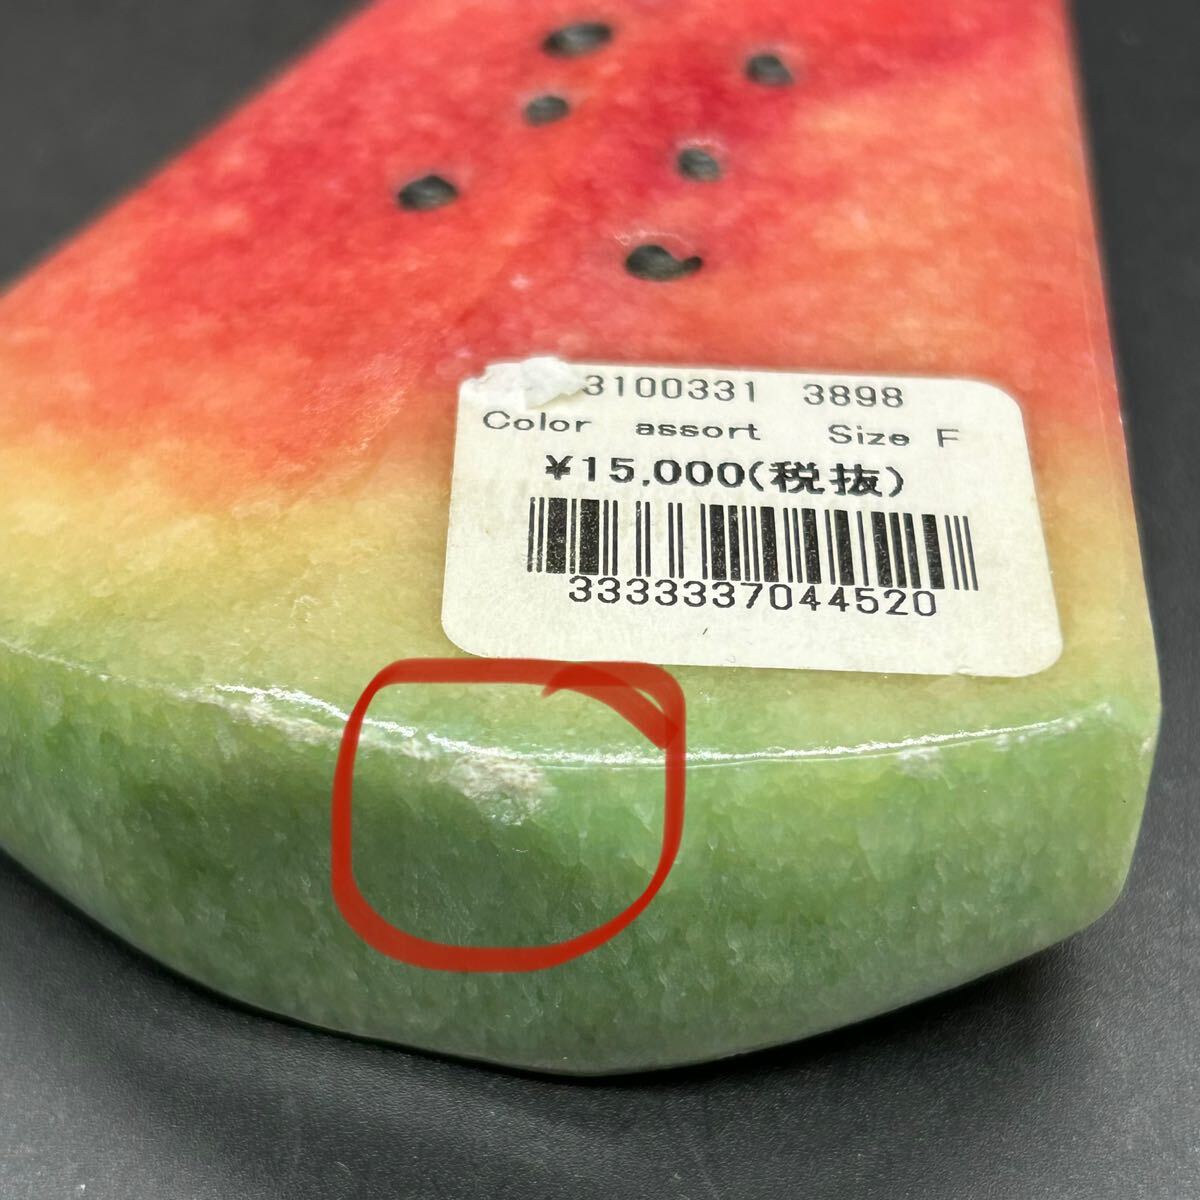 3100331 3898
Color assort Size F
¥15,000(税抜)
3333337044520